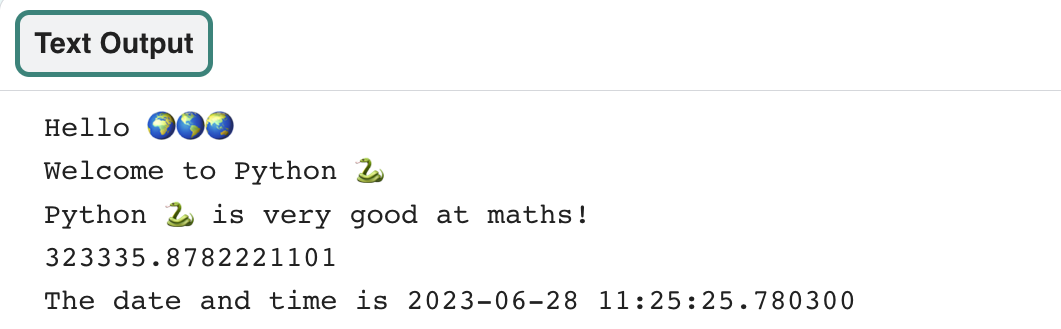 Text Output
Hello 🌍🌎🌏
Welcome to Python 🐍
Python 🐍 is very good at maths!
323335.8782221101
The date and time is 2023-06-28 11:25:25.780300